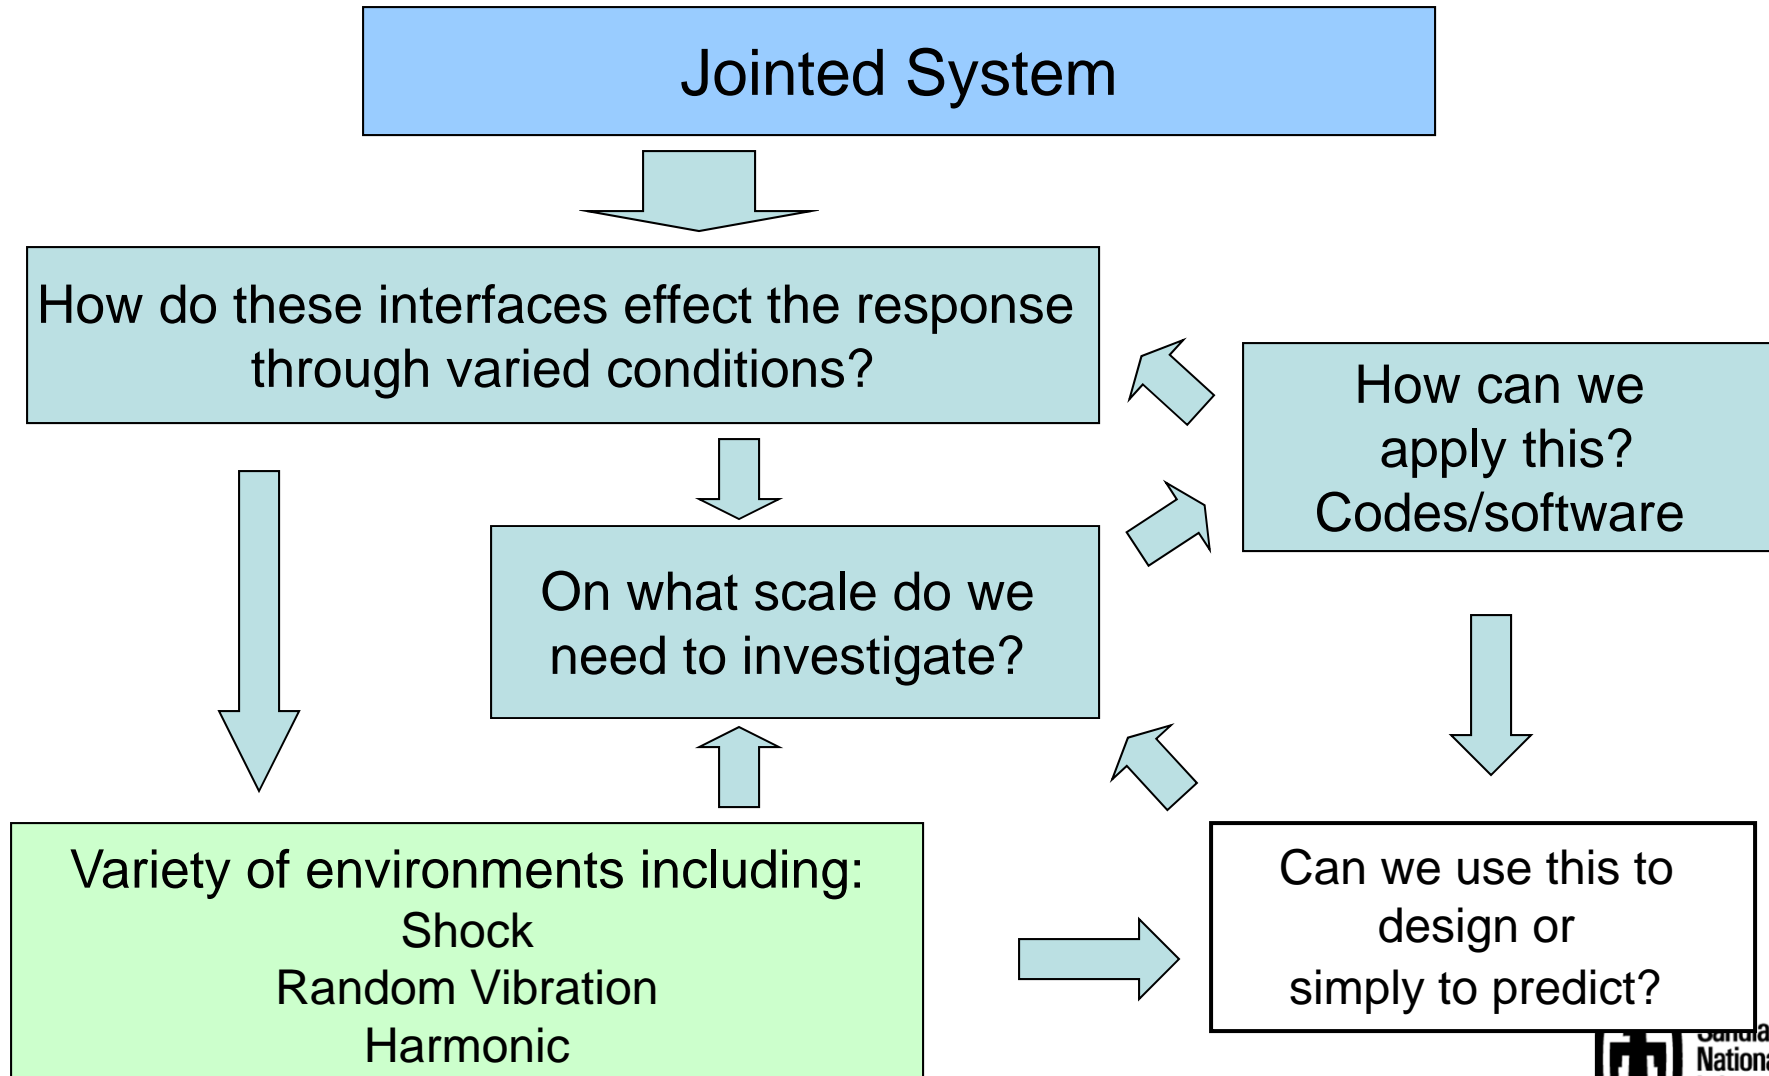 Jointed System
How do these interfaces effect the response
through varied conditions?
How can we
apply this?
Codes/software
On what scale do we
need to investigate?
Variety of environments including:
Shock
Random Vibration
Harmonic
Can we use this to
design or
simply to predict?